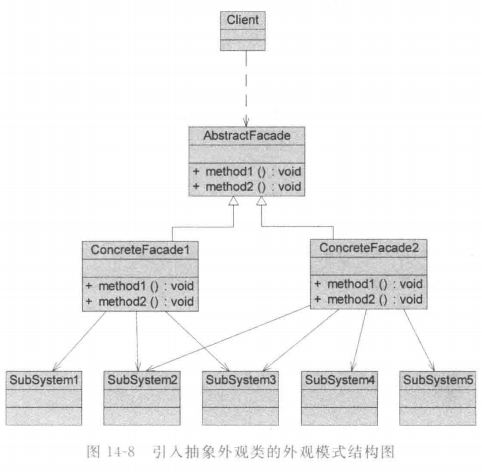 Client
AbstractFacade
+ method1 () : void
+ method2 () : void
ConcreteFacade1
+ method1 () : void
+ method2 () : void
ConcreteFacade2
+ method1 () : void
+ method2 () : void
SubSystem1
SubSystem2
SubSystem3
SubSystem4
SubSystem5
图 14-8 引入抽象外观类的外观模式结构图